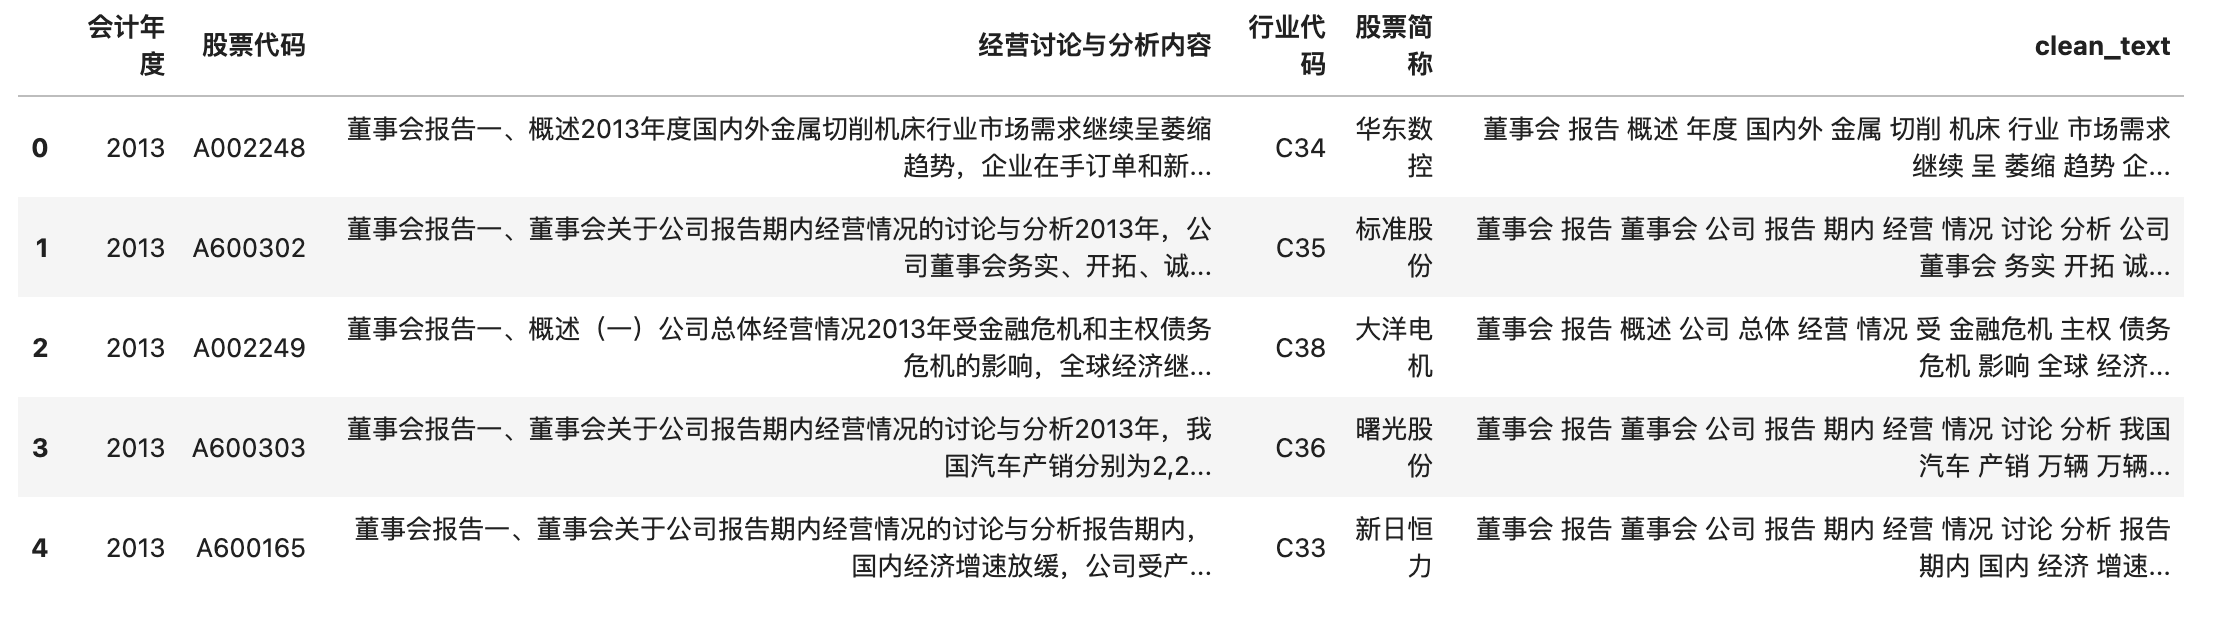 会计年度 股票代码 经营讨论与分析内容 行业代码 股票简称 clean_text
0 2013 A002248 董事会报告一、概述2013年度国内外金属切削机床行业市场需求继续呈萎缩趋势，企业在手订单和新... C34 华东数控 董事会 报告 概述 年度 国内外 金属 切削 机床 行业 市场需求 继续 呈 萎缩 趋势 企...
1 2013 A600302 董事会报告一、董事会关于公司报告期内经营情况的讨论与分析2013年，公司董事会务实、开拓、诚... C35 标准股份 董事会 报告 董事会 公司 报告 期内 经营 情况 讨论 分析 公司 董事会 务实 开拓 诚...
2 2013 A002249 董事会报告一、概述（一）公司总体经营情况2013年受金融危机和主权债务危机的影响，全球经济继... C38 大洋电机 董事会 报告 概述 公司 总体 经营 情况 受 金融危机 主权 债务 危机 影响 全球 经济...
3 2013 A600303 董事会报告一、董事会关于公司报告期内经营情况的讨论与分析2013年，我国汽车产销分别为2,2... C36 曙光股份 董事会 报告 董事会 公司 报告 期内 经营 情况 讨论 分析 我国 汽车 产销 万辆 万辆...
4 2013 A600165 董事会报告一、董事会关于公司报告期内经营情况的讨论与分析报告期内，国内经济增速放缓，公司受产... C33 新日恒力 董事会 报告 董事会 公司 报告 期内 经营 情况 讨论 分析 报告 期内 国内 经济 增速...